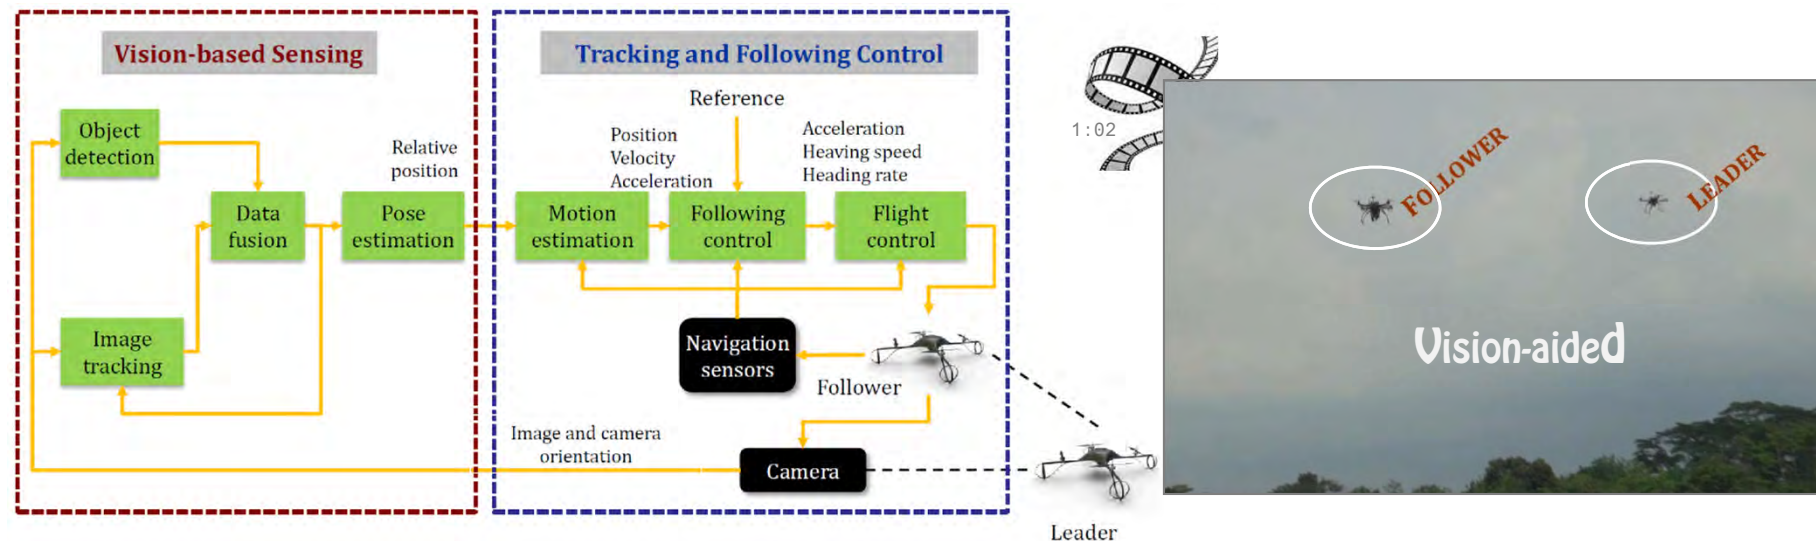 Vision-based Sensing
Object
detection
Data
fusion
Image
tracking
Relative
position
Pose
estimation
Tracking and Following Control
Reference
Position
Velocity
Acceleration
Acceleration
Heaving speed
Heading rate
Motion
estimation
Following
control
Flight
control
Navigation
sensors
Follower
Image and camera
orientation
Camera
Leader
1:02
FOLLOWER
LEADER
Vision-aided